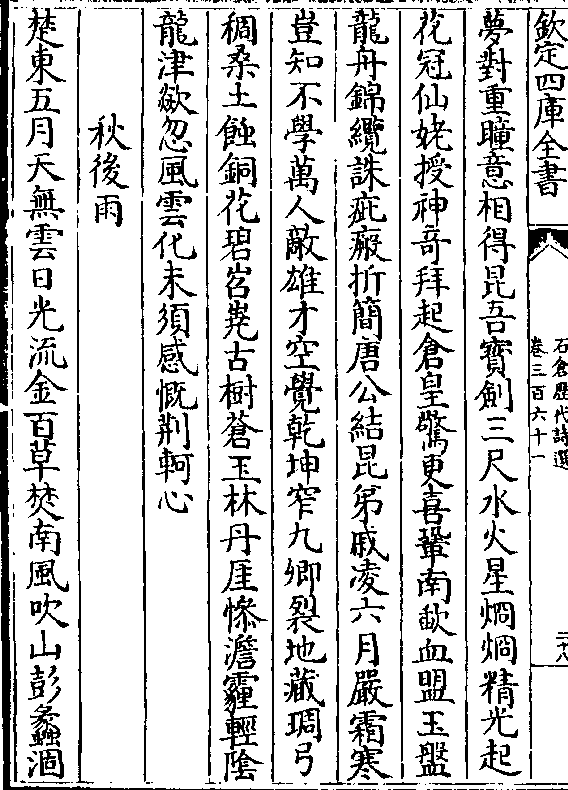 欽定四庫全書
石倉歷代詩選
卷三百六十一
夢對重瞳意相得昆吾寳劍三尺水火星烱烱精光起
花冠仙姥授神竒拜起倉皇驚更喜鞏南歃血盟玉盤
龍舟錦纜誅疵瘢折簡唐公結昆弟戚凌六月嚴霜寒
豈知不學萬人敵雄才空覺乾坤窄九卿裂地藏琱弓
稠桑土蝕銅花碧岧嶤古樹蒼玉林丹厓慘澹霾輕陰
龍津歘忽風雲化未須感慨荆軻心
秋後雨
楚東五月天無雲日光流金百草焚南風吹山彭蠡涸